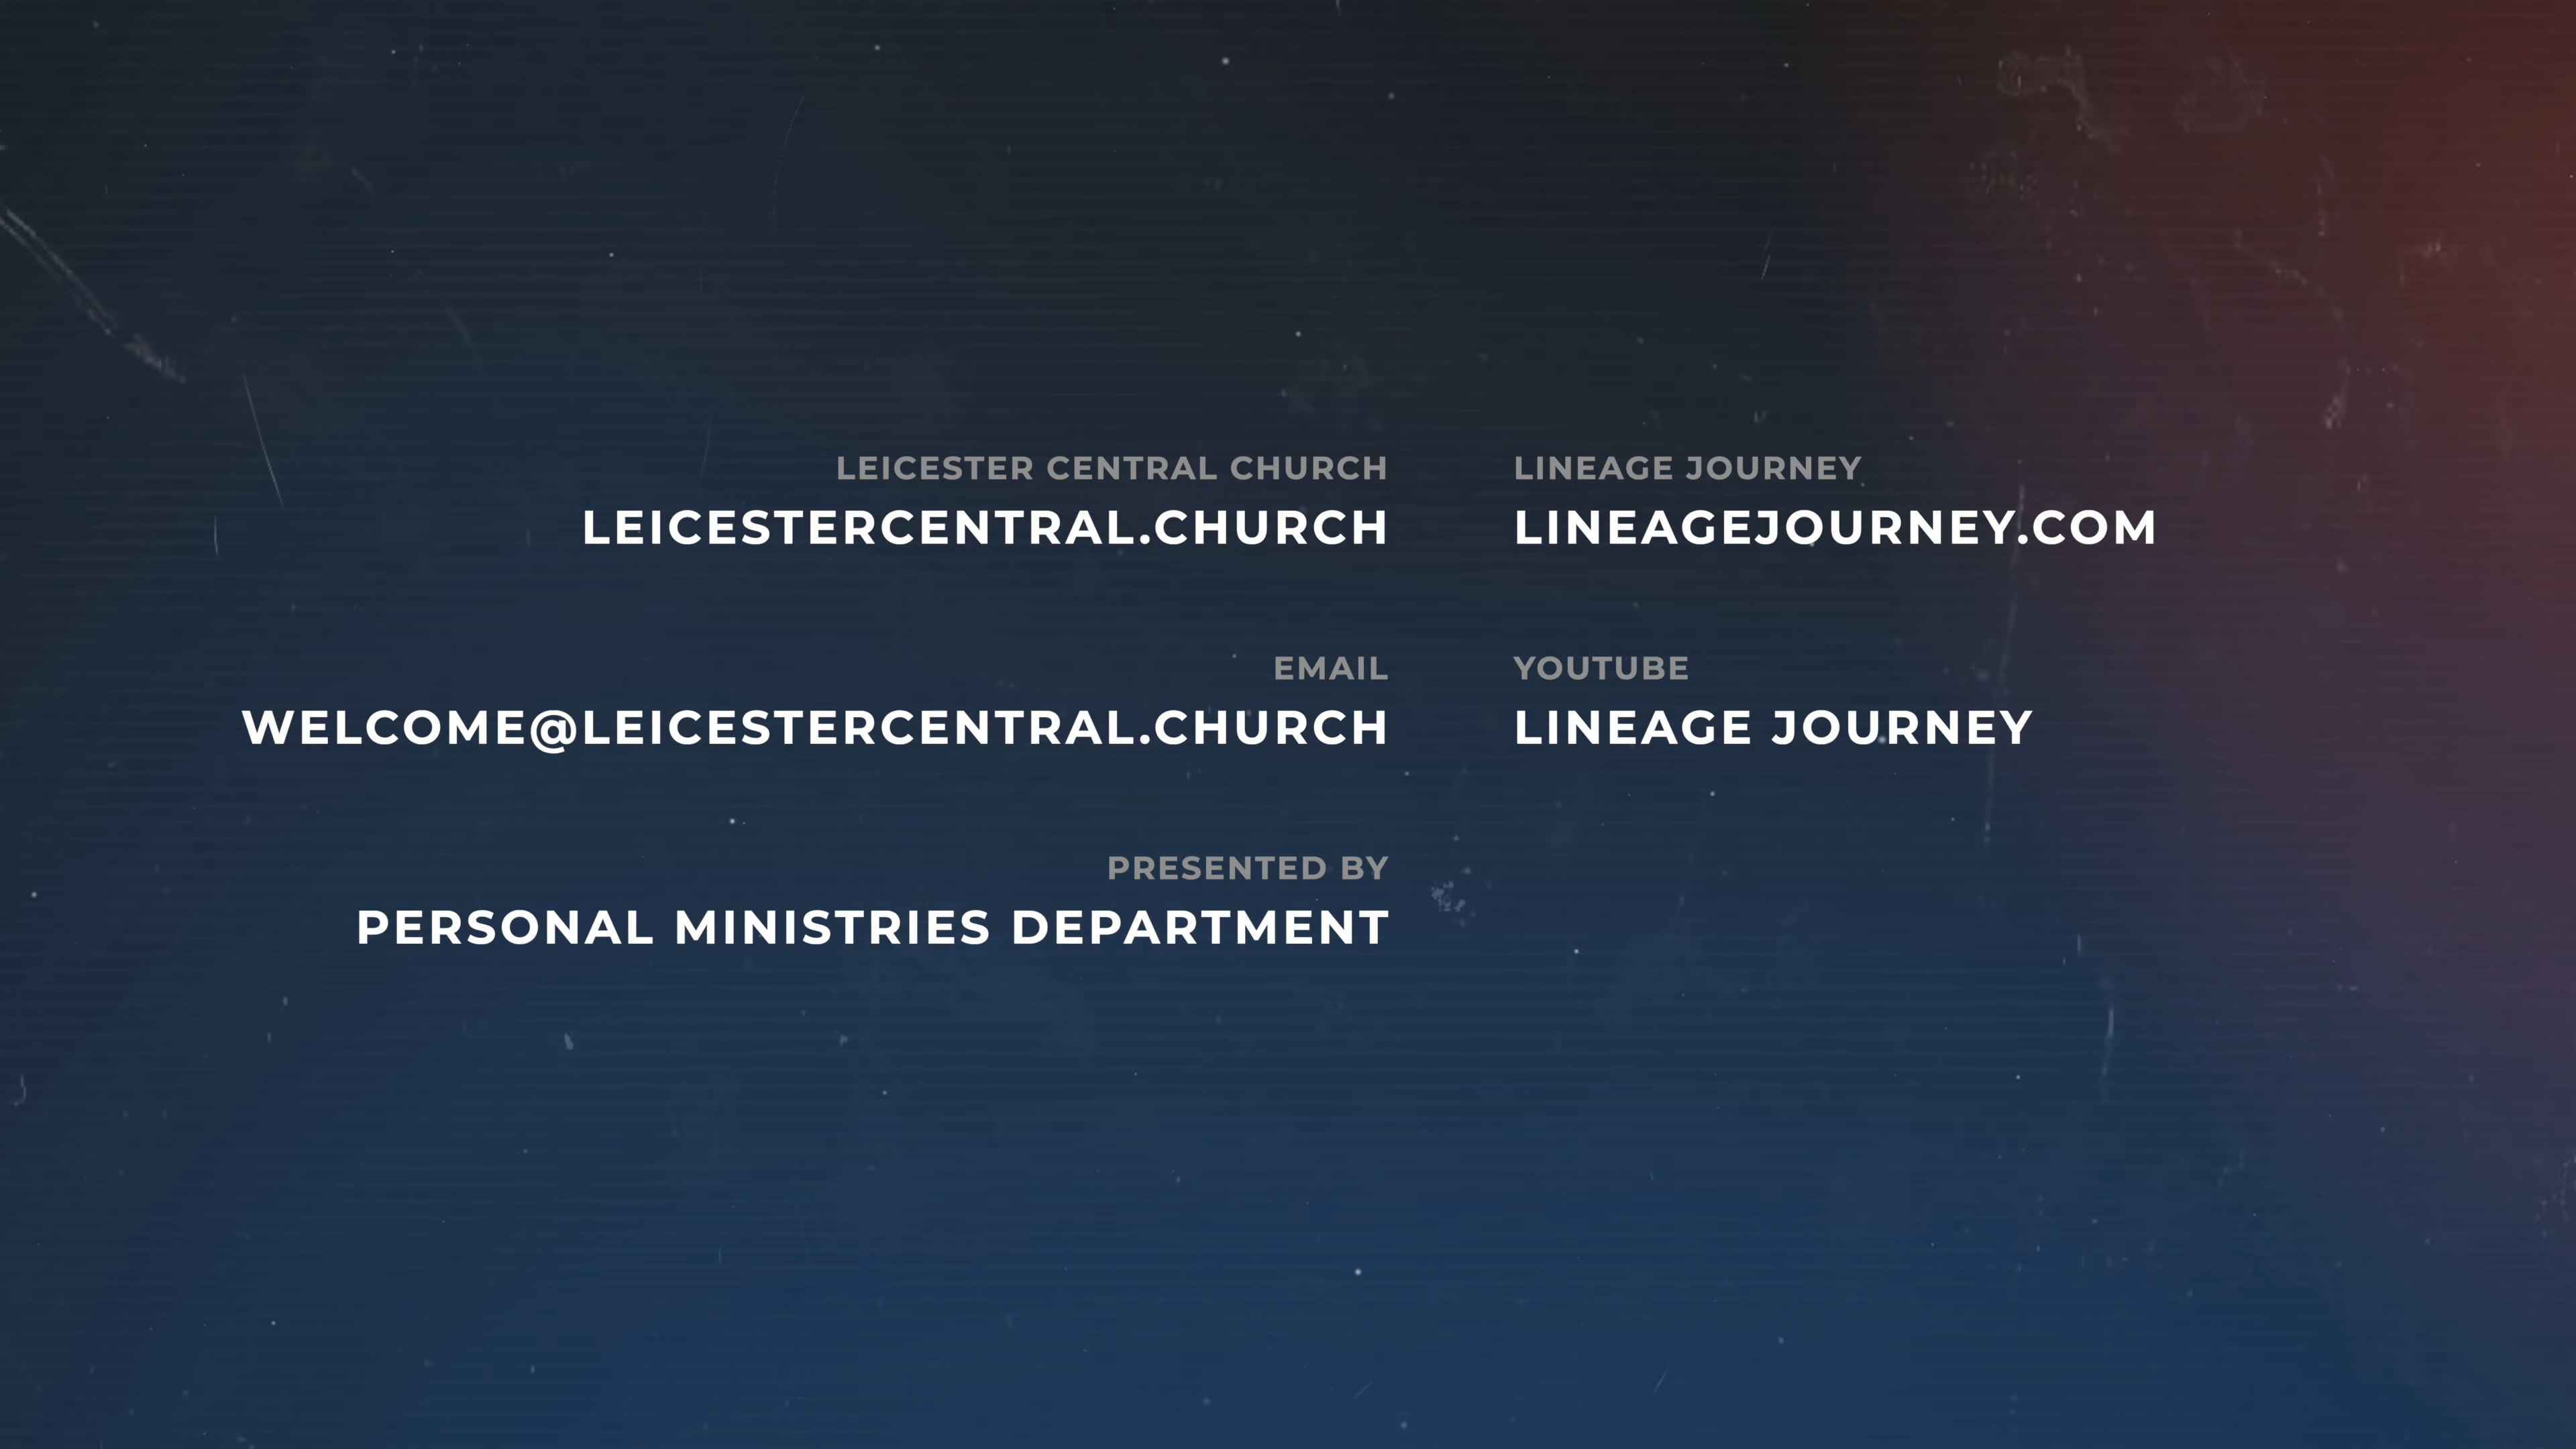 LEICESTER CENTRAL CHURCH
LEICESTERCENTRAL.CHURCH
EMAIL
WELCOME@LEICESTERCENTRAL.CHURCH
PRESENTED BY
PERSONAL MINISTRIES DEPARTMENT
LINEAGE JOURNEY
LINEAGEJOURNEY.COM
YOUTUBE
LINEAGE JOURNEY